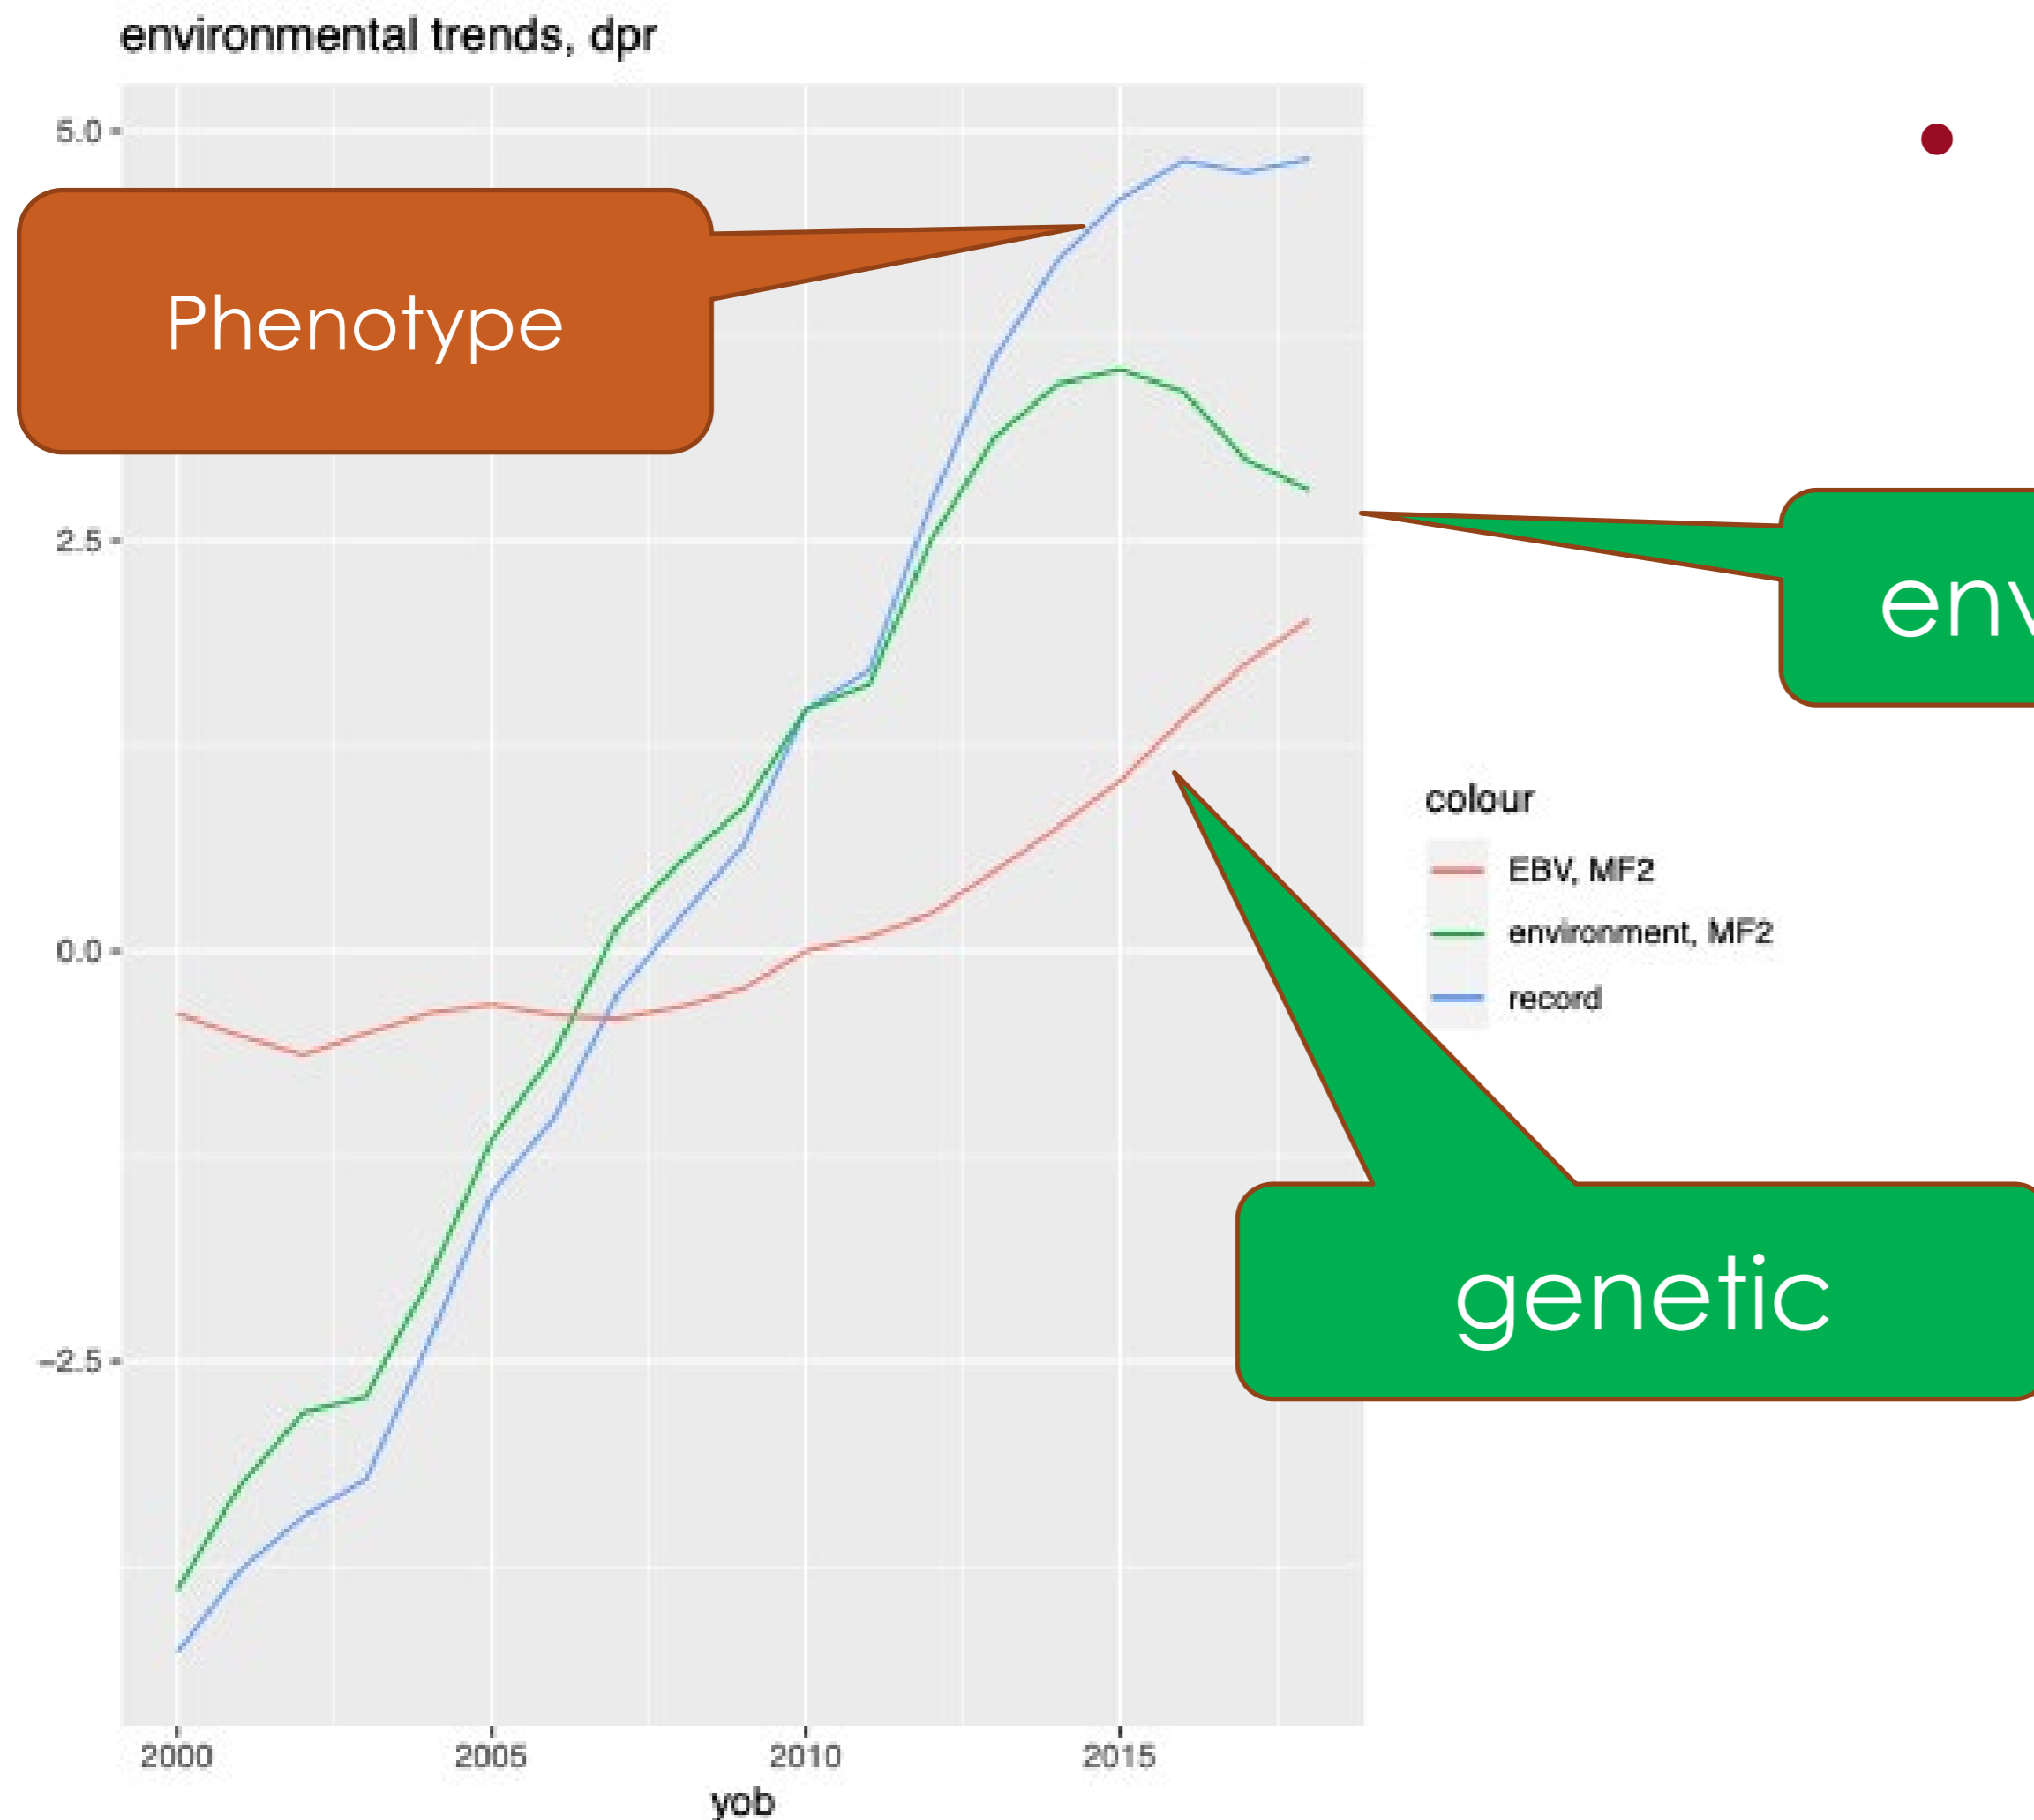 environmental trends, dpr
5.0
Phenotype
2.5
env
colour
EBV, MF2
environment, MF2
record
0.0
genetic
−2.5
2000 2005 2010 2015
yob